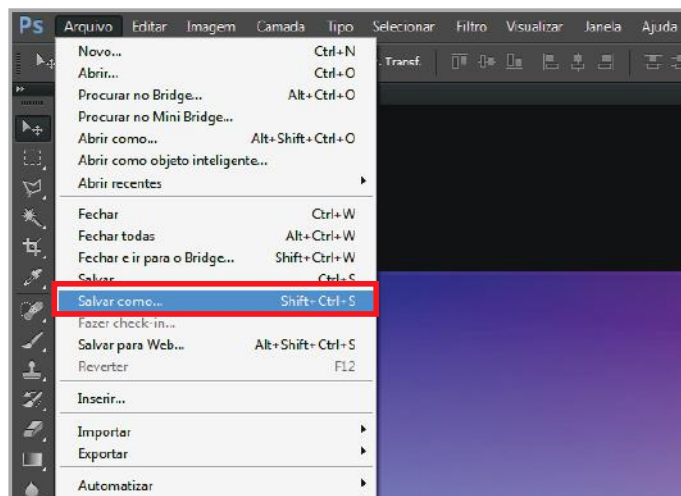 Ps Arquivo Editar Imagem Camada Tipo Selecionar Filtro Visualizar Janela Ajuda
Novo... Ctrl+N
. Transf.
Abrir... Ctrl+O
Procurar no Bridge... Alt+Ctrl+O
Procurar no Mini Bridge...
Abrir como... Alt+Shift+Ctrl+O
Abrir como objeto inteligente...
Abrir recentes
Fechar Ctrl+W
Fechar todas Alt+Ctrl+W
Fechar e ir para o Bridge... Shift+Ctrl+W
Salvar Ctrl+S
Salvar como... Shift+Ctrl+S
Fazer check-in...
Salvar para Web... Alt+Shift+Ctrl+S
Reverter F12
Inserir...
Importar
Exportar
Automatizar